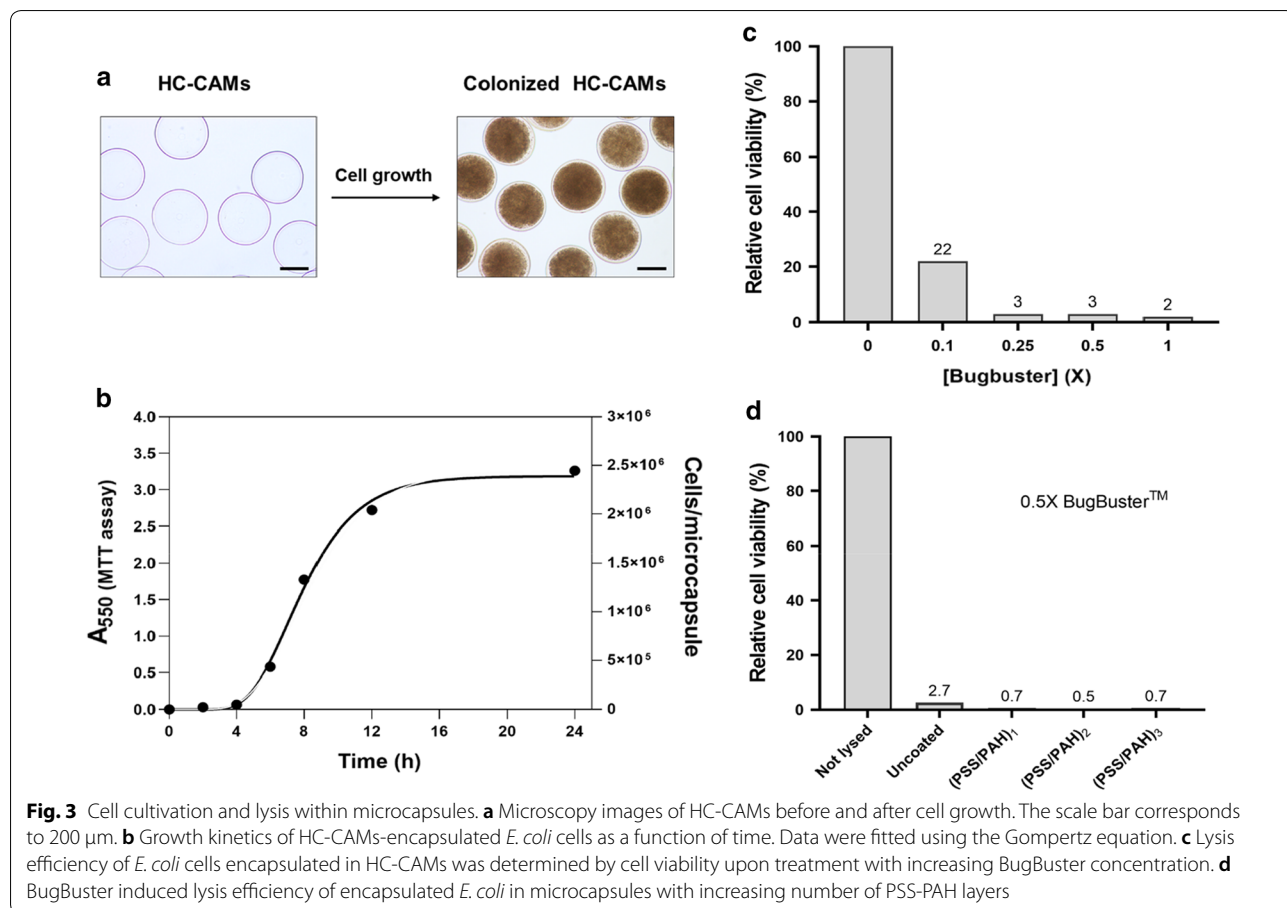 a
HC-CAMs
Colonized HC-CAMs
Cell growth
b
A550 (MTT assay)
4.0
3.5
3.0
2.5
2.0
1.5
1.0
0.5
0.0
3×10⁶
2.5×10⁶
2×10⁶
1.5×10⁶
1×10⁶
5×10⁵
0
Cells/microcapsule
0 4 8 12 16 20 24
Time (h)
c
Relative cell viability (%)
100
80
60
40
20
0
22
3
3
2
0 0.1 0.25 0.5 1
[Bugbuster] (X)
d
Relative cell viability (%)
100
80
60
40
20
0
0.5X BugBuster™
2.7
0.7
0.5
0.7
Not lysed
Uncoated
(PSS/PAH)₁
(PSS/PAH)₂
(PSS/PAH)₃
Fig. 3 Cell cultivation and lysis within microcapsules. a Microscopy images of HC-CAMs before and after cell growth. The scale bar corresponds
to 200 μm. b Growth kinetics of HC-CAMs-encapsulated E. coli cells as a function of time. Data were fitted using the Gompertz equation. c Lysis
efficiency of E. coli cells encapsulated in HC-CAMs was determined by cell viability upon treatment with increasing BugBuster concentration. d
BugBuster induced lysis efficiency of encapsulated E. coli in microcapsules with increasing number of PSS-PAH layers